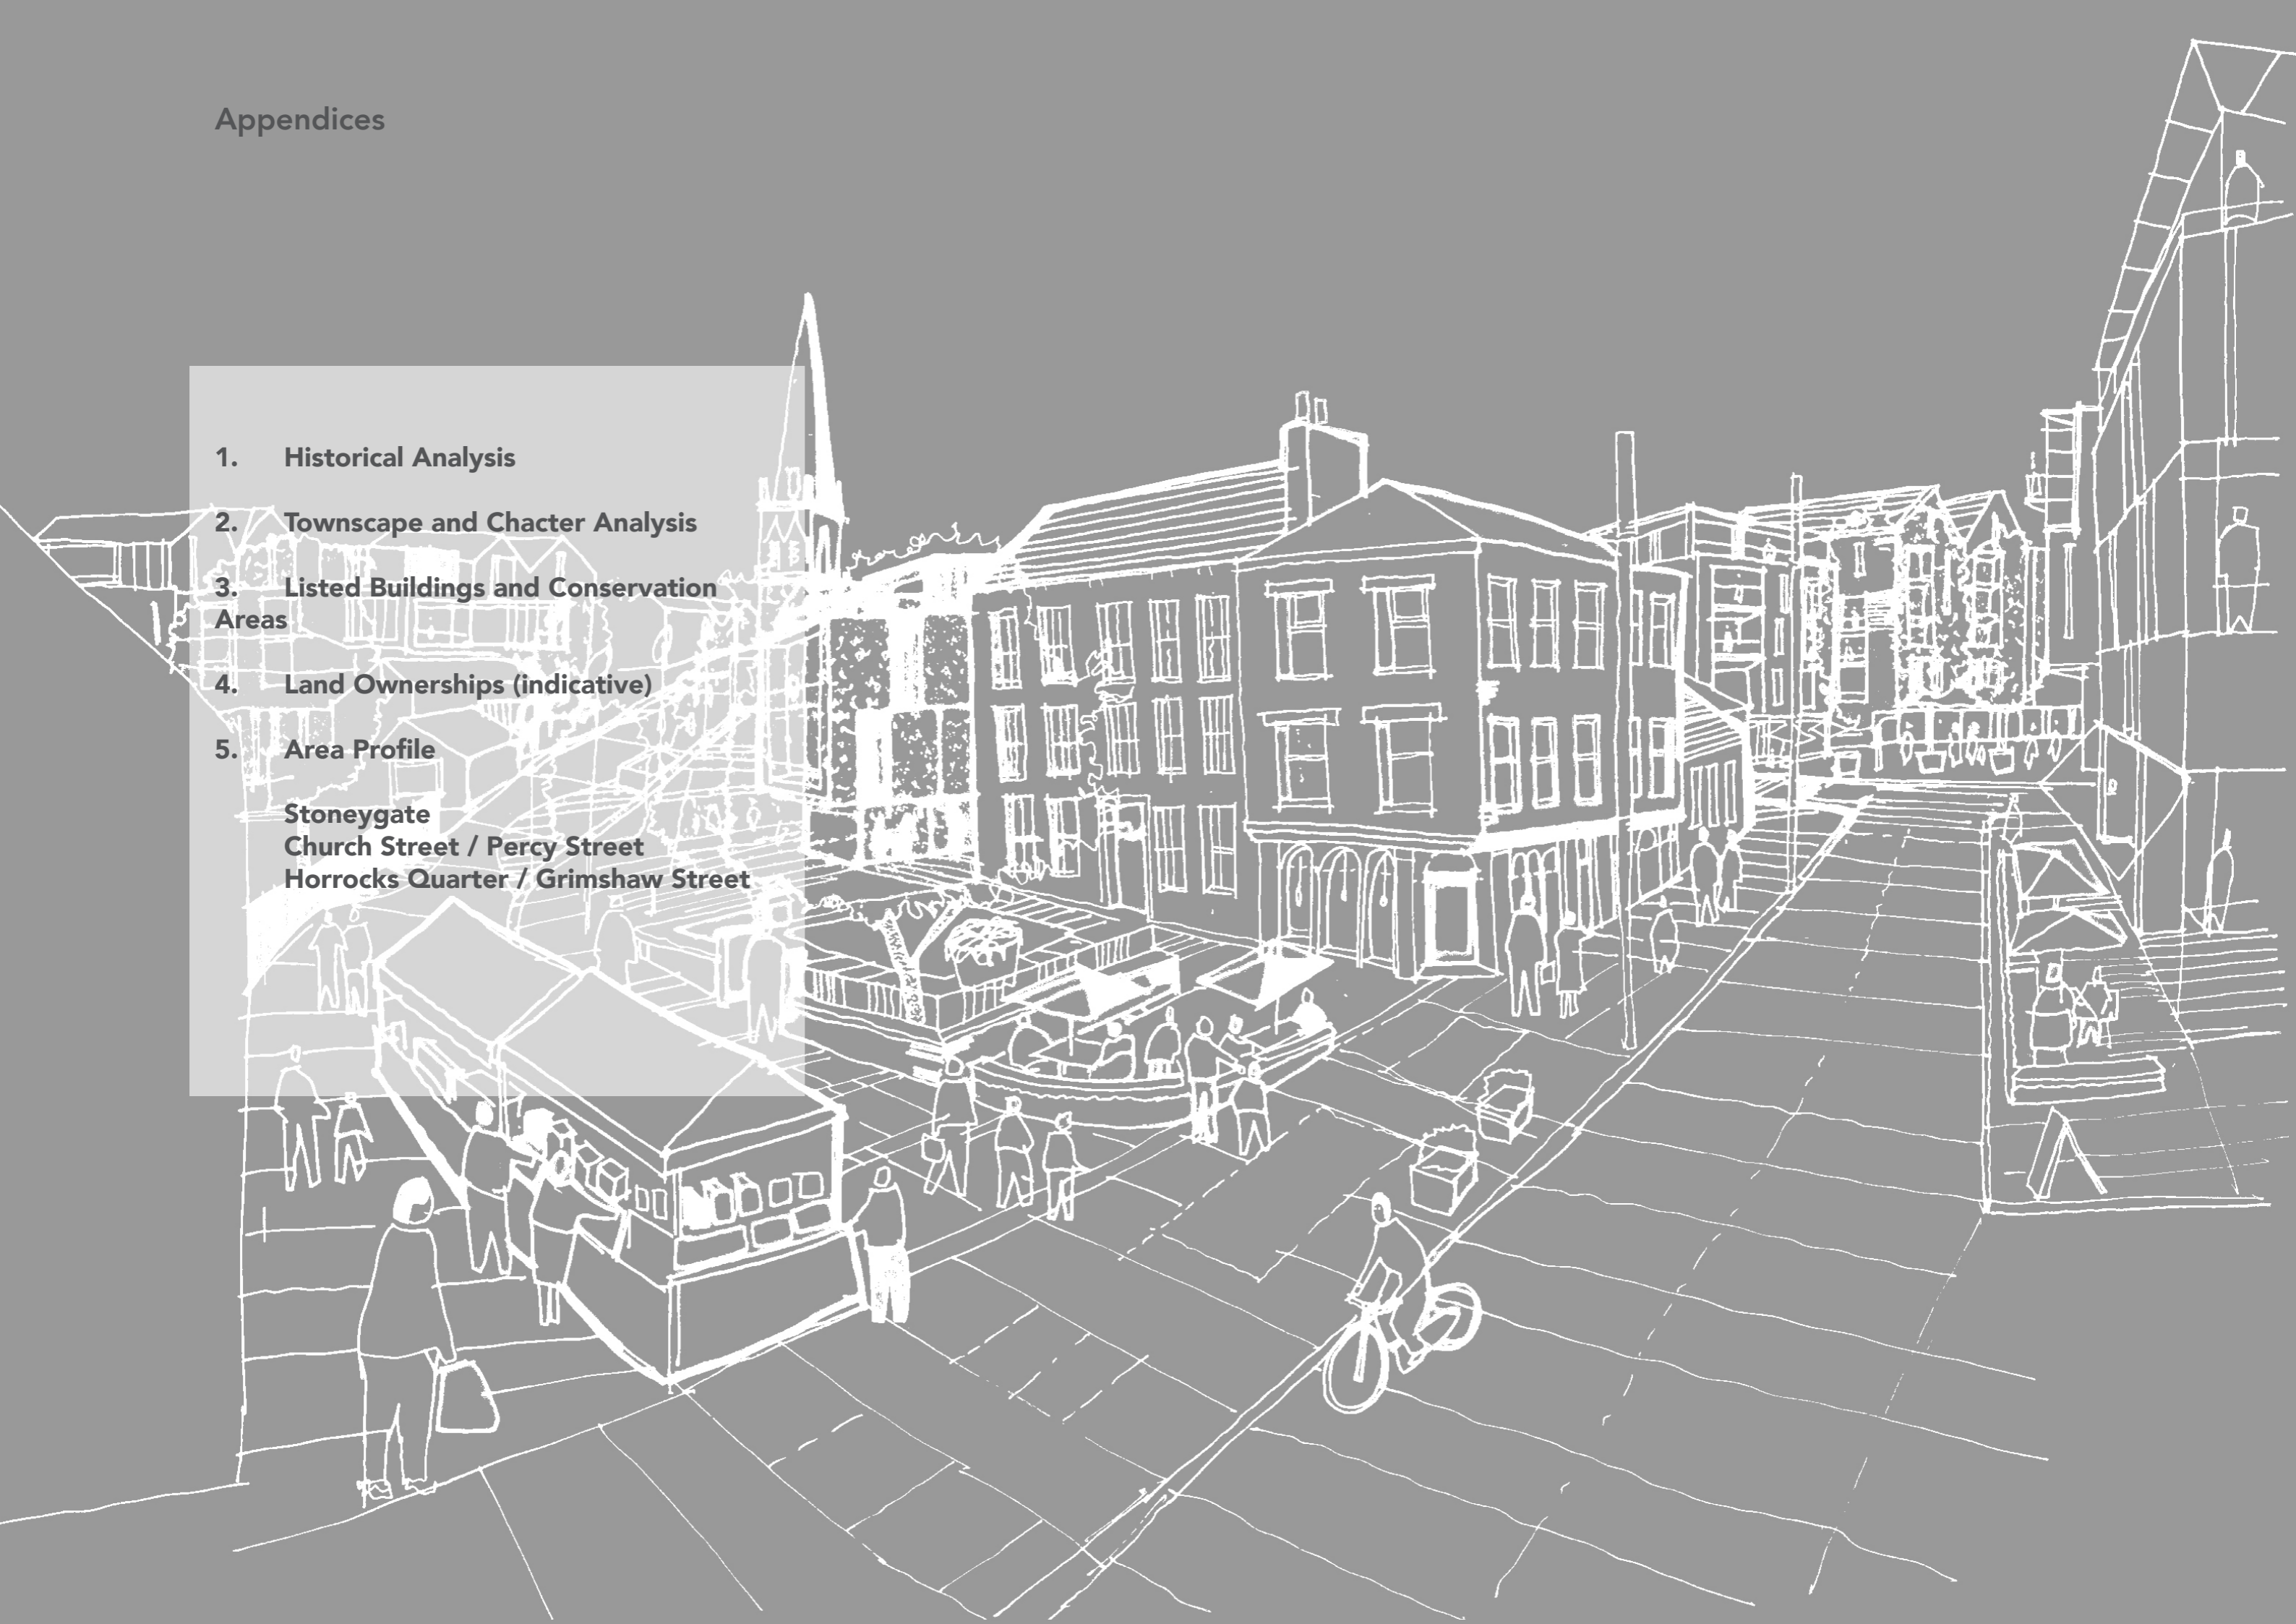 Appendices
1. Historical Analysis
2. Townscape and Chacter Analysis
3. Listed Buildings and Conservation
Areas
4. Land Ownerships (indicative)
5. Area Profile
Stoneygate
Church Street / Percy Street
Horrocks Quarter / Grimshaw Street